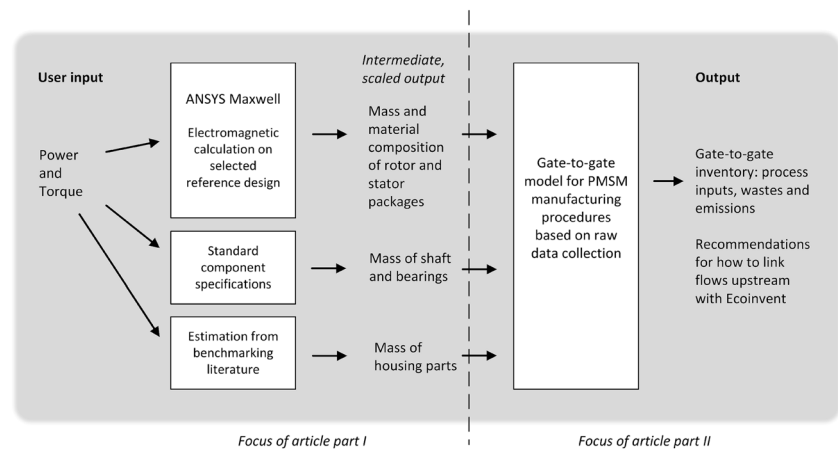 User input
Power
and
Torque
ANSYS Maxwell
Electromagnetic
calculation on
selected
reference design
Standard
component
specifications
Estimation from
benchmarking
literature
Intermediate,
scaled output
Mass and
material
composition
of rotor and
stator
packages
Mass of shaft
and bearings
Mass of
housing parts
Gate-to-gate
model for PMSM
manufacturing
procedures
based on raw
data collection
Output
Gate-to-gate
inventory: process
inputs, wastes and
emissions
Recommendations
for how to link
flows upstream
with Ecoinvent
Focus of article part I
Focus of article part II